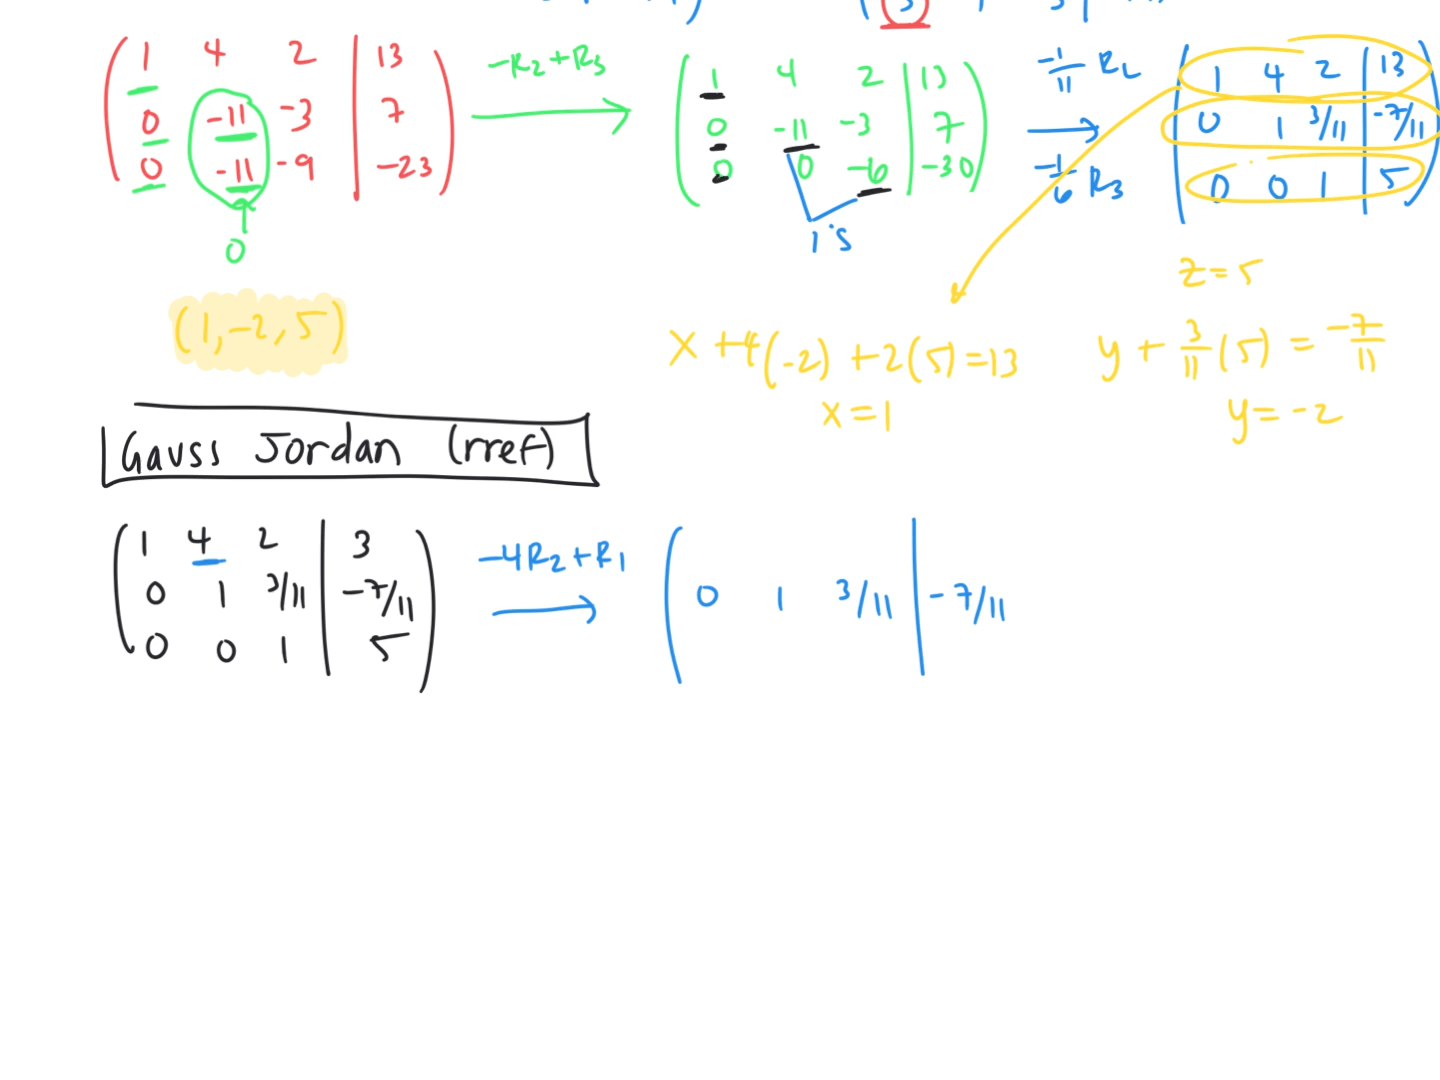 1 4 2 | 13
0 -11 -3 | 7
0 -11 -9 | -23
0
-R2+R3
1 4 2 | 13
0 -11 -3 | 7
0 0 -6 | -30
1's
-1/11 R2
-1/6 R3
1 4 2 | 13
0 1 3/11 | -7/11
0 0 1 | 5
z=5
(1,-2,5)
x+4(-2)+2(5)=13
x=1
y+3/11(5)=-7/11
y=-2
Gauss Jordan (rref)
1 4 2 | 3
0 1 3/11 | -7/11
0 0 1 | 5
-4R2+R1
0 1 3/11 | -7/11